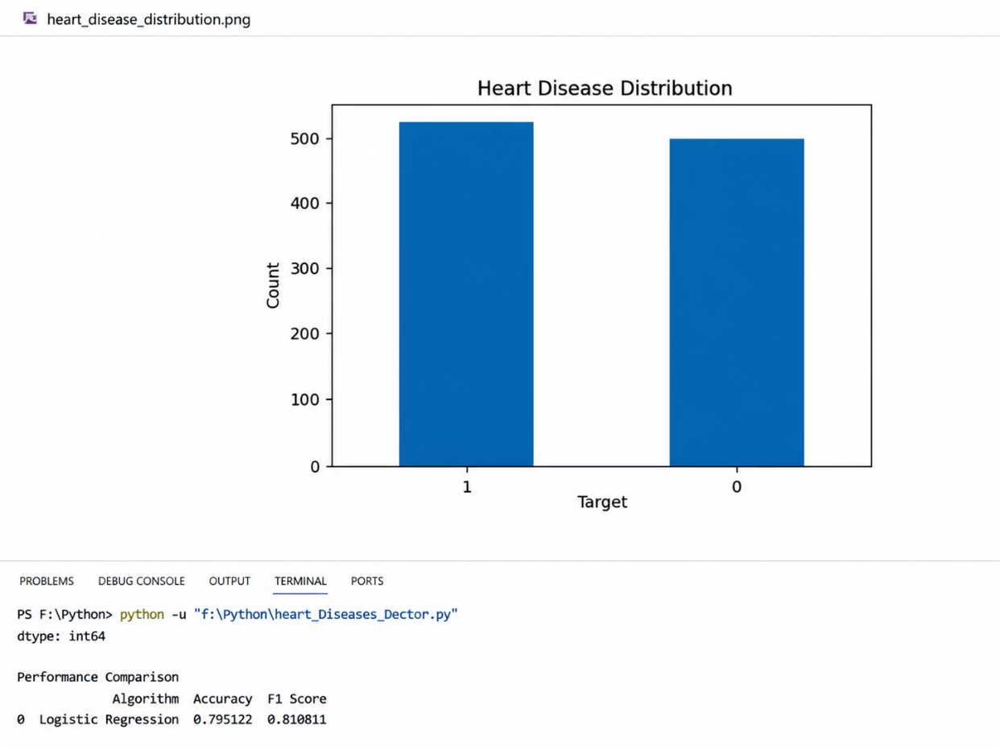 heart_disease_distribution.png
Heart Disease Distribution
500
400
300
200
100
0
Count
1 0
Target
PROBLEMS DEBUG CONSOLE OUTPUT TERMINAL PORTS
PS F:\Python> python -u "f:\Python\heart_Diseases_Dector.py"
dtype: int64
Performance Comparison
Algorithm Accuracy F1 Score
0 Logistic Regression 0.795122 0.810811